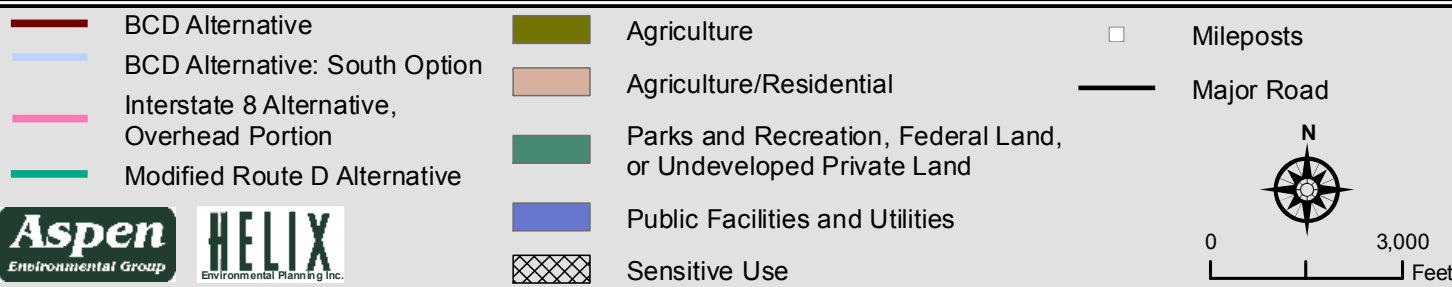 BCD Alternative
BCD Alternative: South Option
Interstate 8 Alternative,
Overhead Portion
Modified Route D Alternative
Aspen
Environmental Group
HELIX
Environmental Planning Inc.
Agriculture
Agriculture/Residential
Parks and Recreation, Federal Land,
or Undeveloped Private Land
Public Facilities and Utilities
Sensitive Use
Mileposts
Major Road
N
0 3,000
Feet